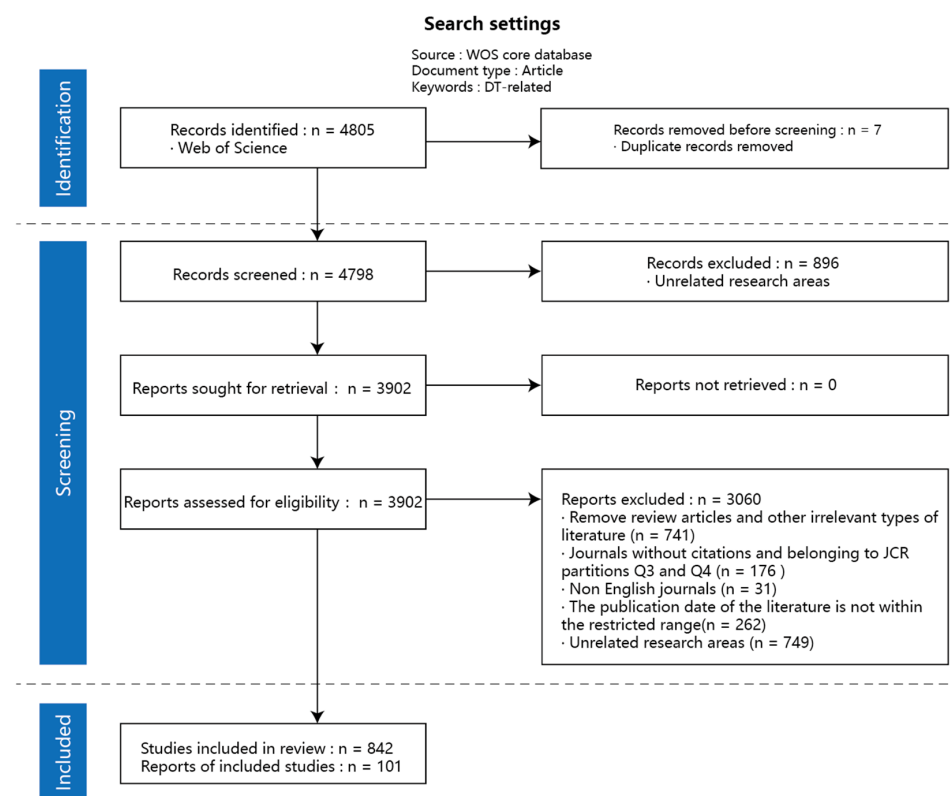 Search settings
Source : WOS core database
Document type : Article
Keywords : DT-related
Identification
Records identified : n = 4805
· Web of Science
Records removed before screening : n = 7
· Duplicate records removed
Screening
Records screened : n = 4798
Records excluded : n = 896
· Unrelated research areas
Reports sought for retrieval : n = 3902
Reports not retrieved : n = 0
Reports assessed for eligibility : n = 3902
Reports excluded : n = 3060
· Remove review articles and other irrelevant types of
literature (n = 741)
· Journals without citations and belonging to JCR
partitions Q3 and Q4 (n = 176 )
· Non English journals (n = 31)
· The publication date of the literature is not within
the restricted range(n = 262)
· Unrelated research areas (n = 749)
Included
Studies included in review : n = 842
Reports of included studies : n = 101